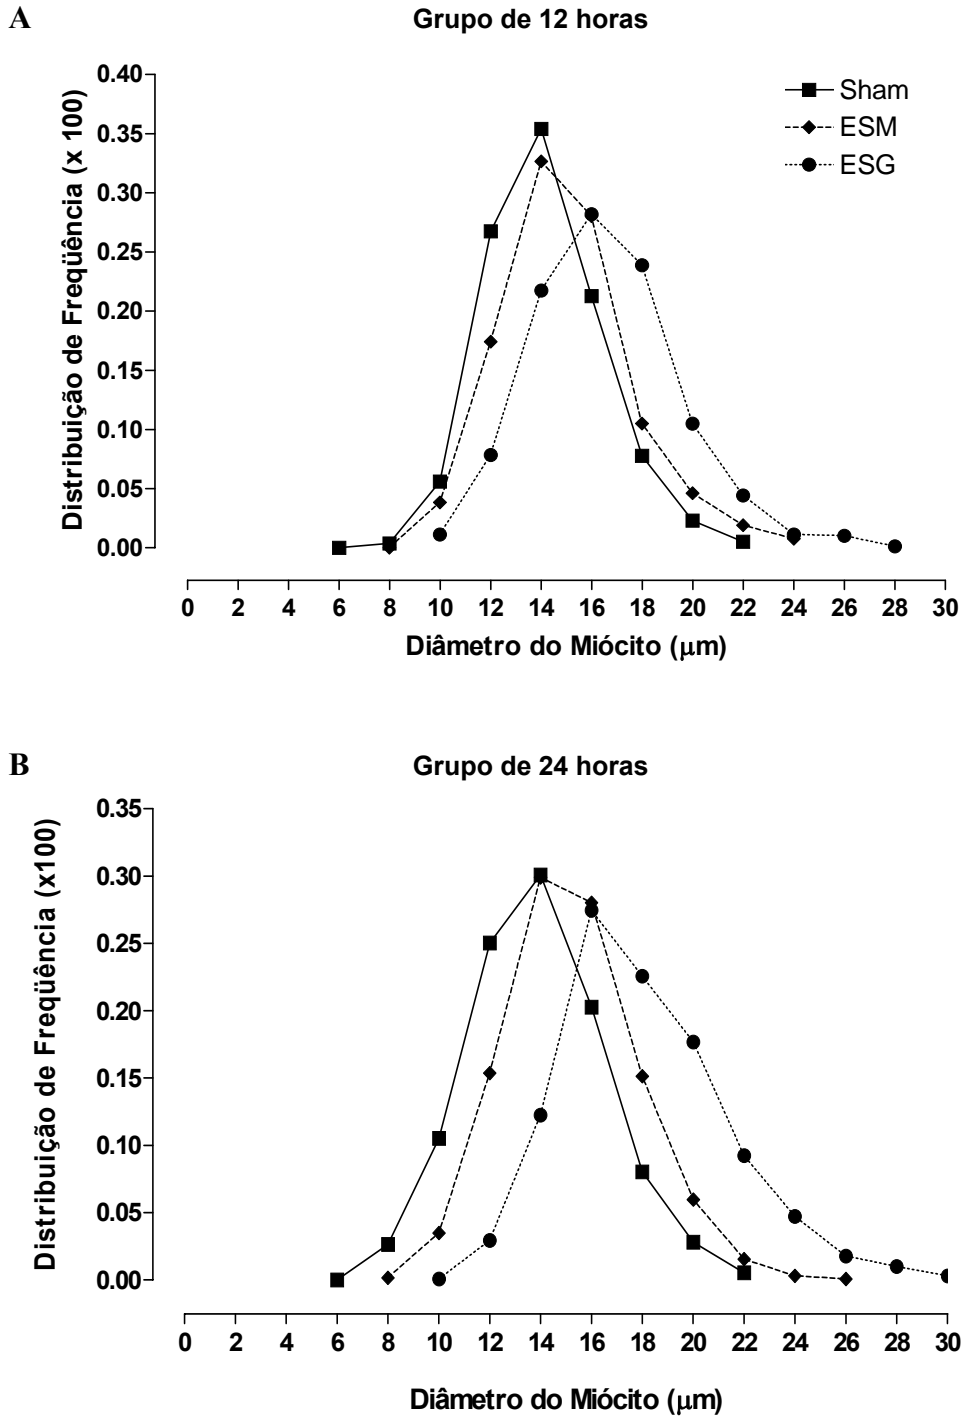 A
Grupo de 12 horas
Distribuição de Freqüência (x 100)
0.40
0.35
0.30
0.25
0.20
0.15
0.10
0.05
0.00
Sham
ESM
ESG
0 2 4 6 8 10 12 14 16 18 20 22 24 26 28 30
Diâmetro do Miócito (μm)
B
Grupo de 24 horas
Distribuição de Freqüência (x100)
0.35
0.30
0.25
0.20
0.15
0.10
0.05
0.00
0 2 4 6 8 10 12 14 16 18 20 22 24 26 28 30
Diâmetro do Miócito (μm)